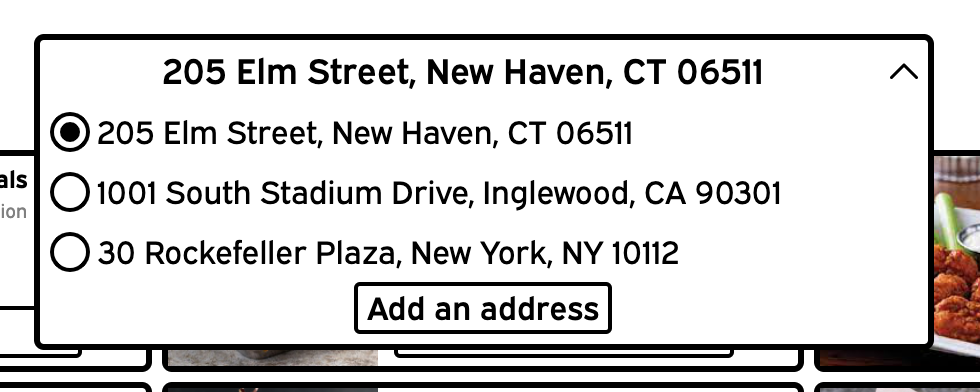 205 Elm Street, New Haven, CT 06511
205 Elm Street, New Haven, CT 06511
als
1001 South Stadium Drive, Inglewood, CA 90301
ion
30 Rockefeller Plaza, New York, NY 10112
Add an address